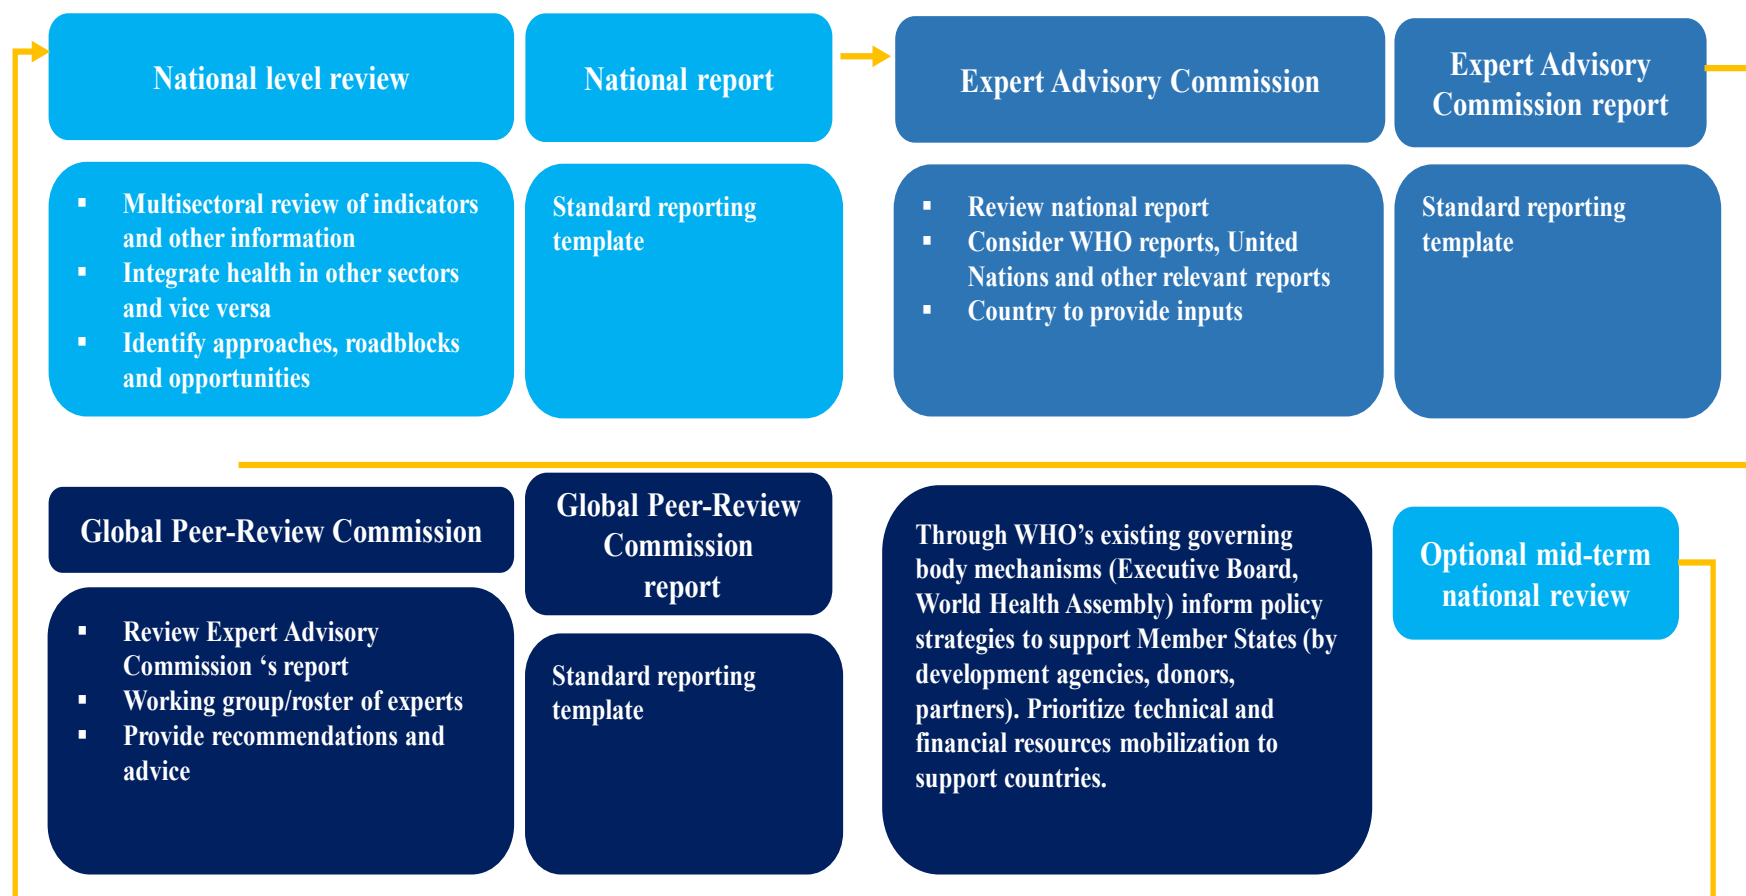 National level review
National report
Expert Advisory Commission
Expert Advisory
Commission report
▪ Multisectoral review of indicators
and other information
▪ Integrate health in other sectors
and vice versa
▪ Identify approaches, roadblocks
and opportunities
Standard reporting
template
▪ Review national report
▪ Consider WHO reports, United
Nations and other relevant reports
▪ Country to provide inputs
Standard reporting
template
Global Peer-Review Commission
Global Peer-Review
Commission
report
▪ Review Expert Advisory
Commission ‘s report
▪ Working group/roster of experts
▪ Provide recommendations and
advice
Standard reporting
template
Through WHO’s existing governing
body mechanisms (Executive Board,
World Health Assembly) inform policy
strategies to support Member States (by
development agencies, donors,
partners). Prioritize technical and
financial resources mobilization to
support countries.
Optional mid-term
national review